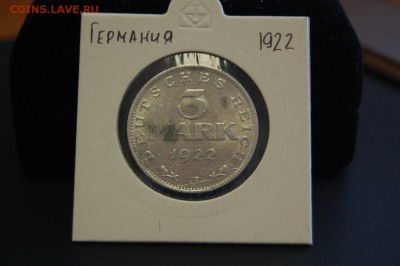 COINS.LAVE.RU
ГЕРМАНИЯ 1922
DEUTSCHES REICH
3
MARK
1922